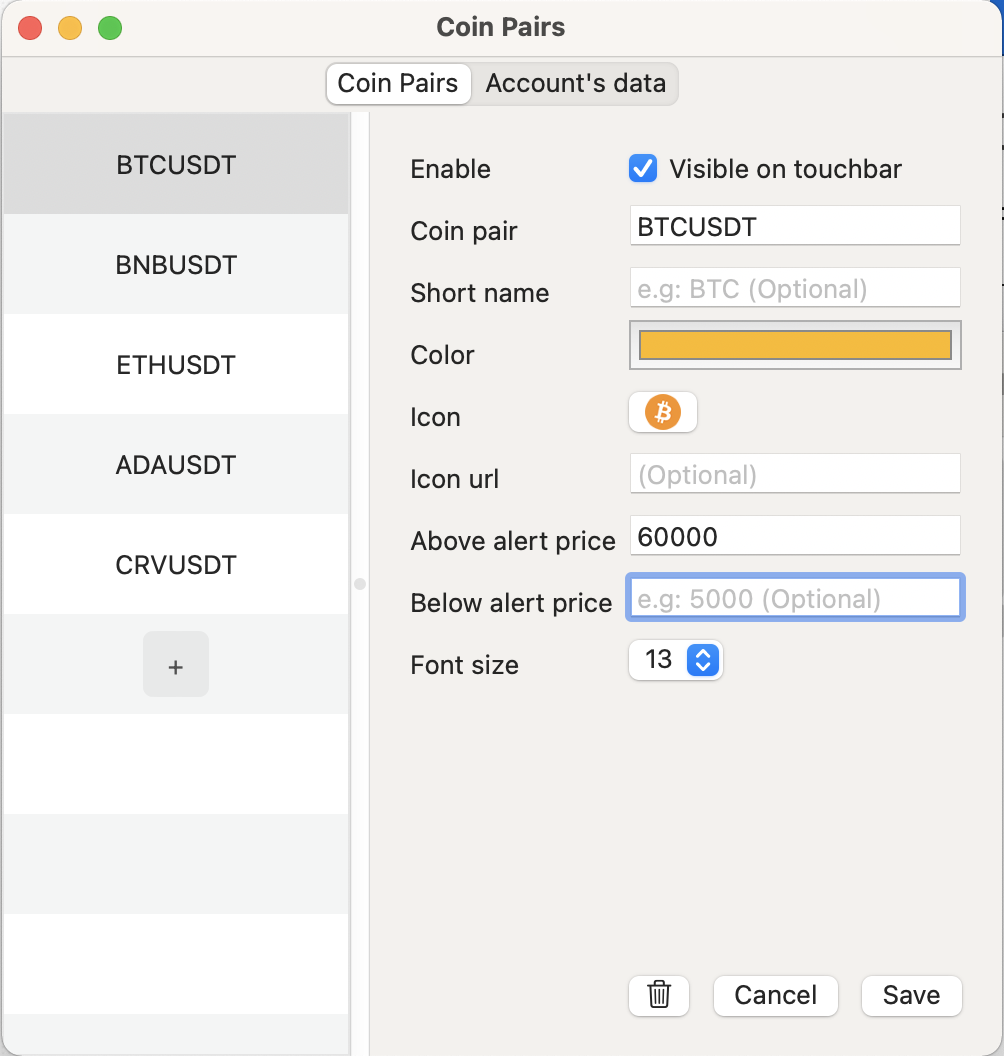 Coin Pairs
Coin Pairs Account's data
BTCUSDT
BNBUSDT
ETHUSDT
ADAUSDT
CRVUSDT
+
Enable Visible on touchbar
Coin pair BTCUSDT
Short name e.g: BTC (Optional)
Color
Icon
Icon url (Optional)
Above alert price 60000
Below alert price e.g: 5000 (Optional)
Font size 13
Cancel Save